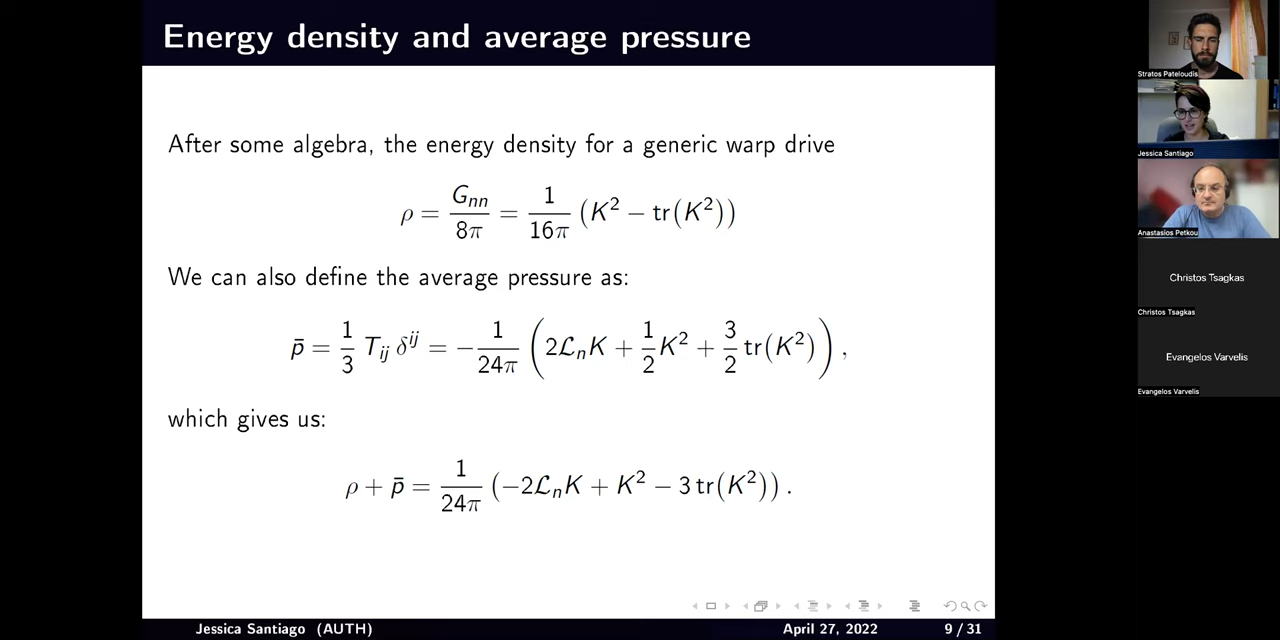 Energy density and average pressure
After some algebra, the energy density for a generic warp drive
ρ = G_nn / 8π = 1 / 16π (K² − tr(K²))
We can also define the average pressure as:
p̄ = 1/3 T_ij δ^ij = − 1 / 24π (2ℒ_n K + 1/2 K² + 3/2 tr(K²)) ,
which gives us:
ρ + p̄ = 1 / 24π (−2ℒ_n K + K² − 3 tr(K²)) .
Jessica Santiago (AUTH) April 27, 2022 9 / 31
Stratos Pateloudis
Jessica Santiago
Anastasios Petkou
Christos Tsagkas
Christos Tsagkas
Evangelos Varvelis
Evangelos Varvelis